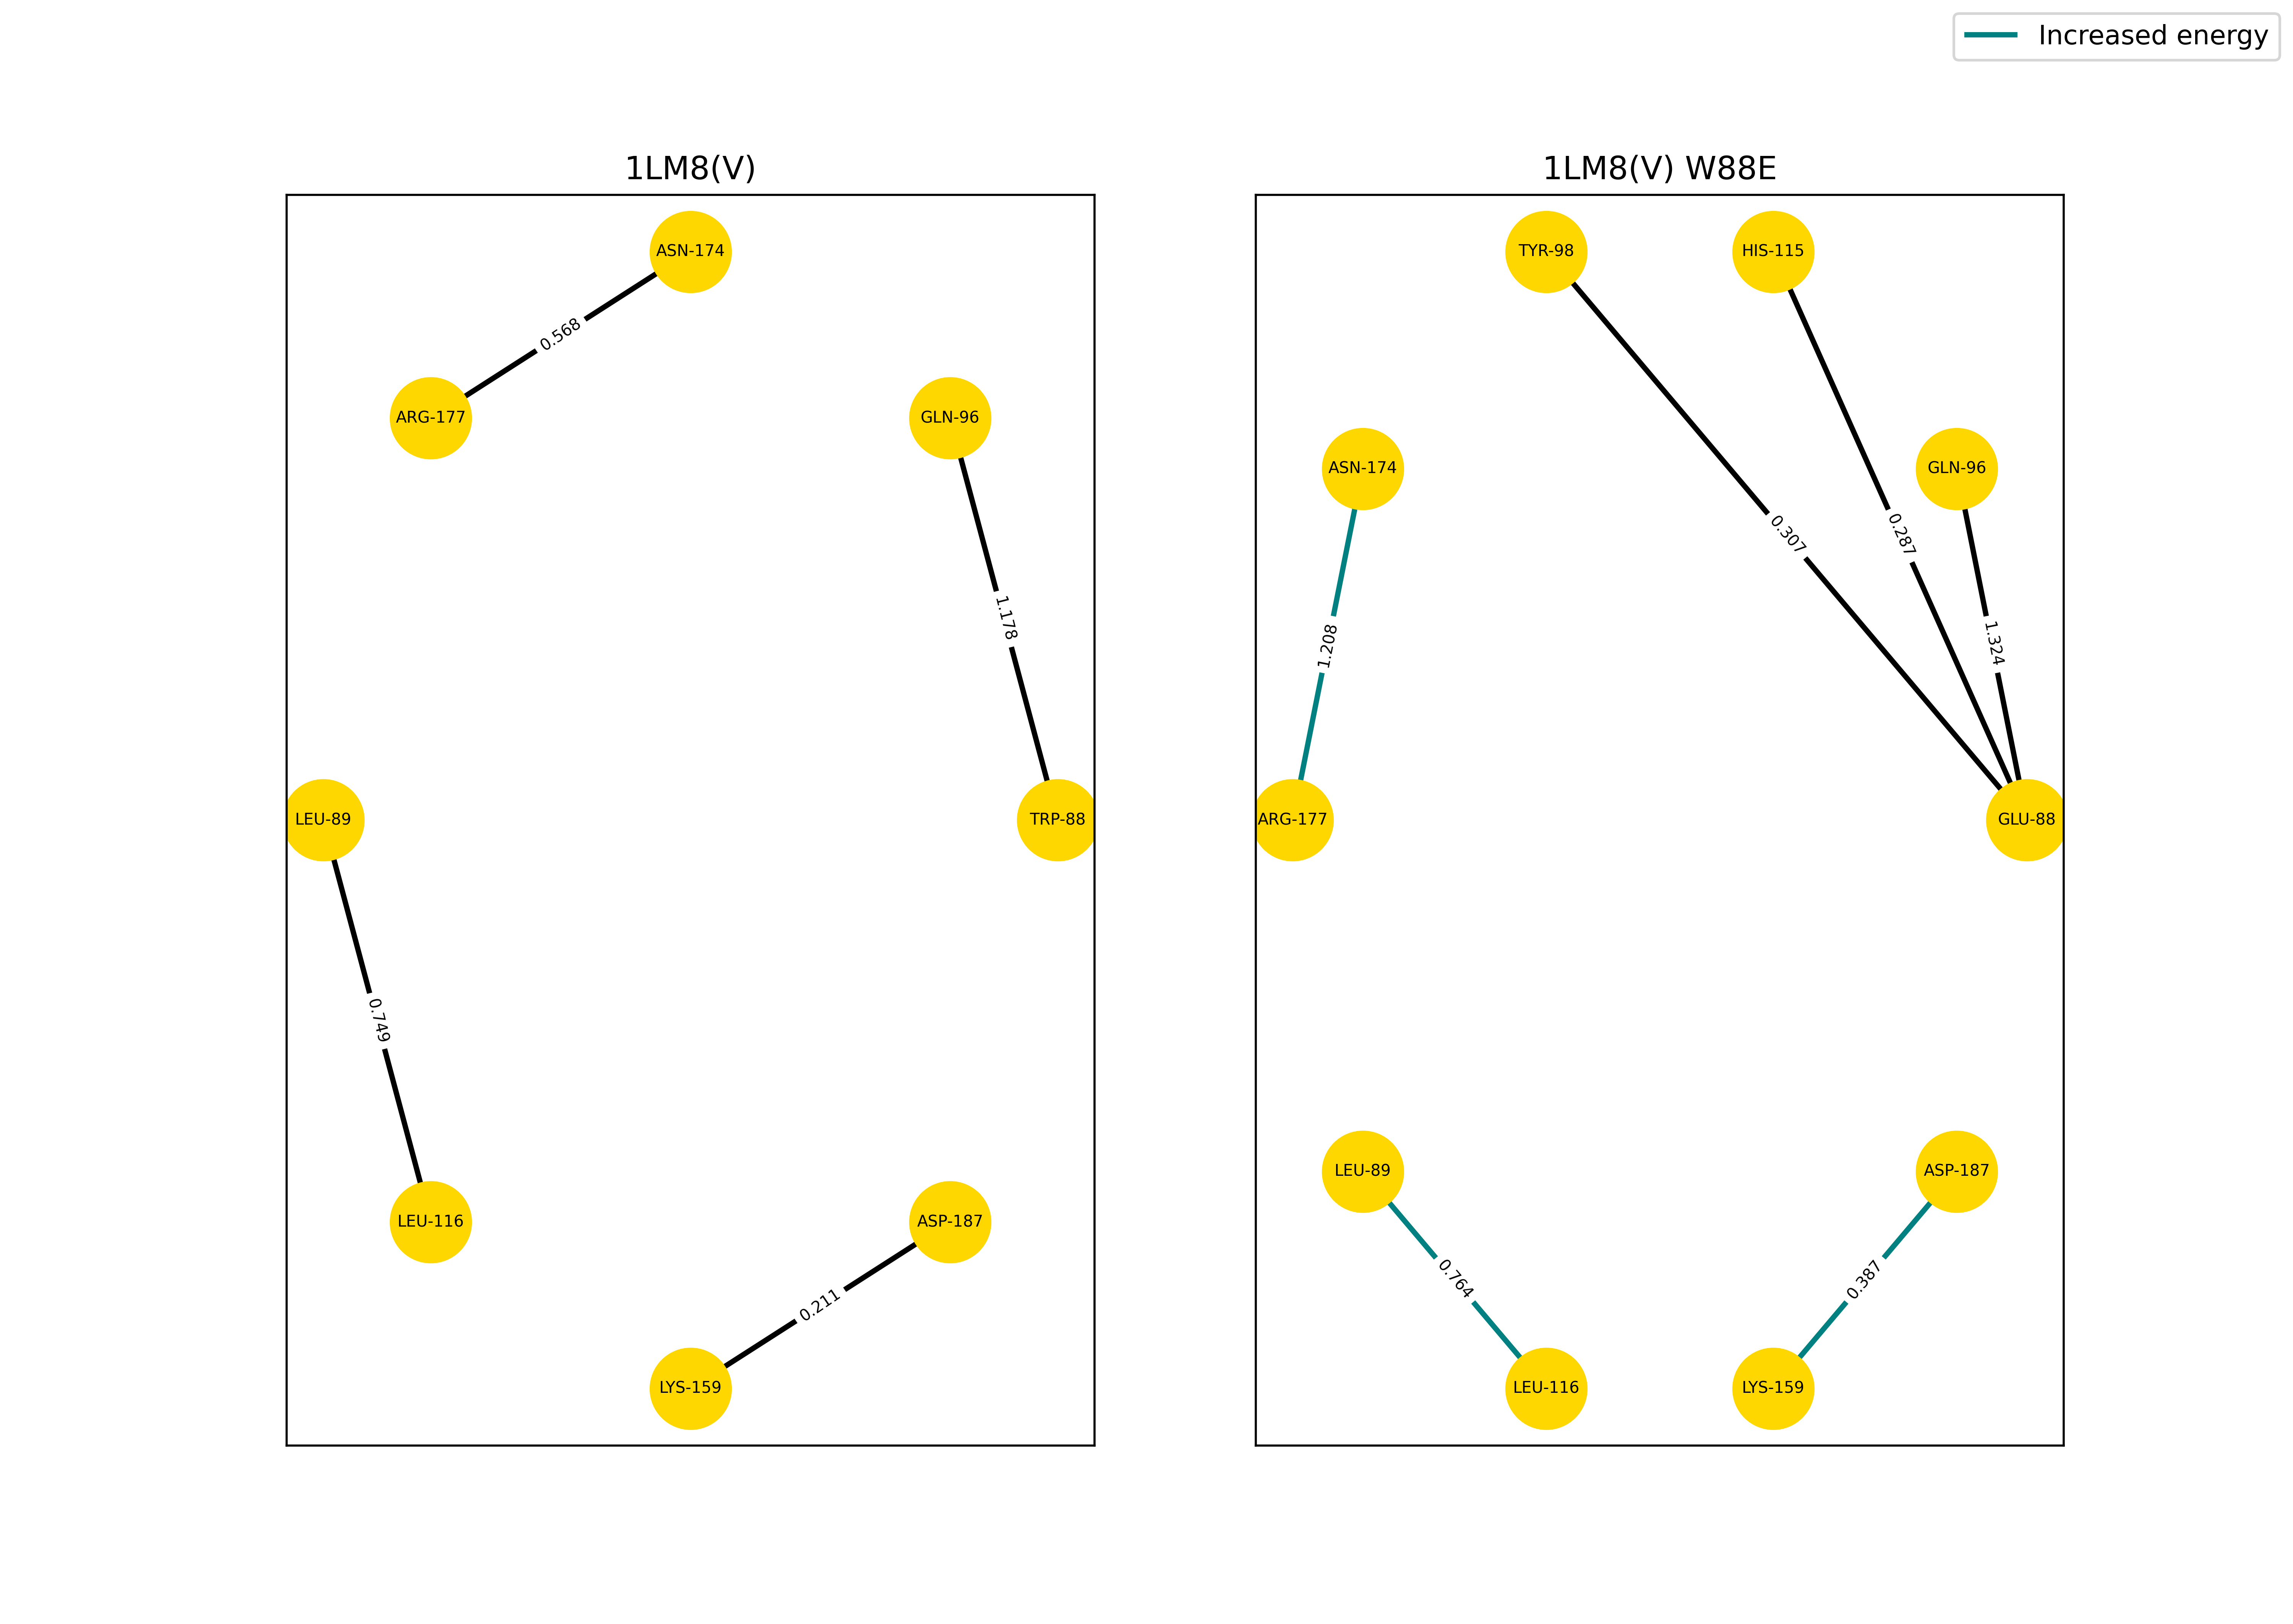 Increased energy
1LM8(V)
ASN-174
0.568
ARG-177
GLN-96
1.178
LEU-89
TRP-88
0.749
LEU-116
ASP-187
0.211
LYS-159
1LM8(V) W88E
TYR-98
HIS-115
ASN-174
GLN-96
0.307
0.287
1.208
1.324
ARG-177
GLU-88
LEU-89
ASP-187
0.764
0.387
LEU-116
LYS-159